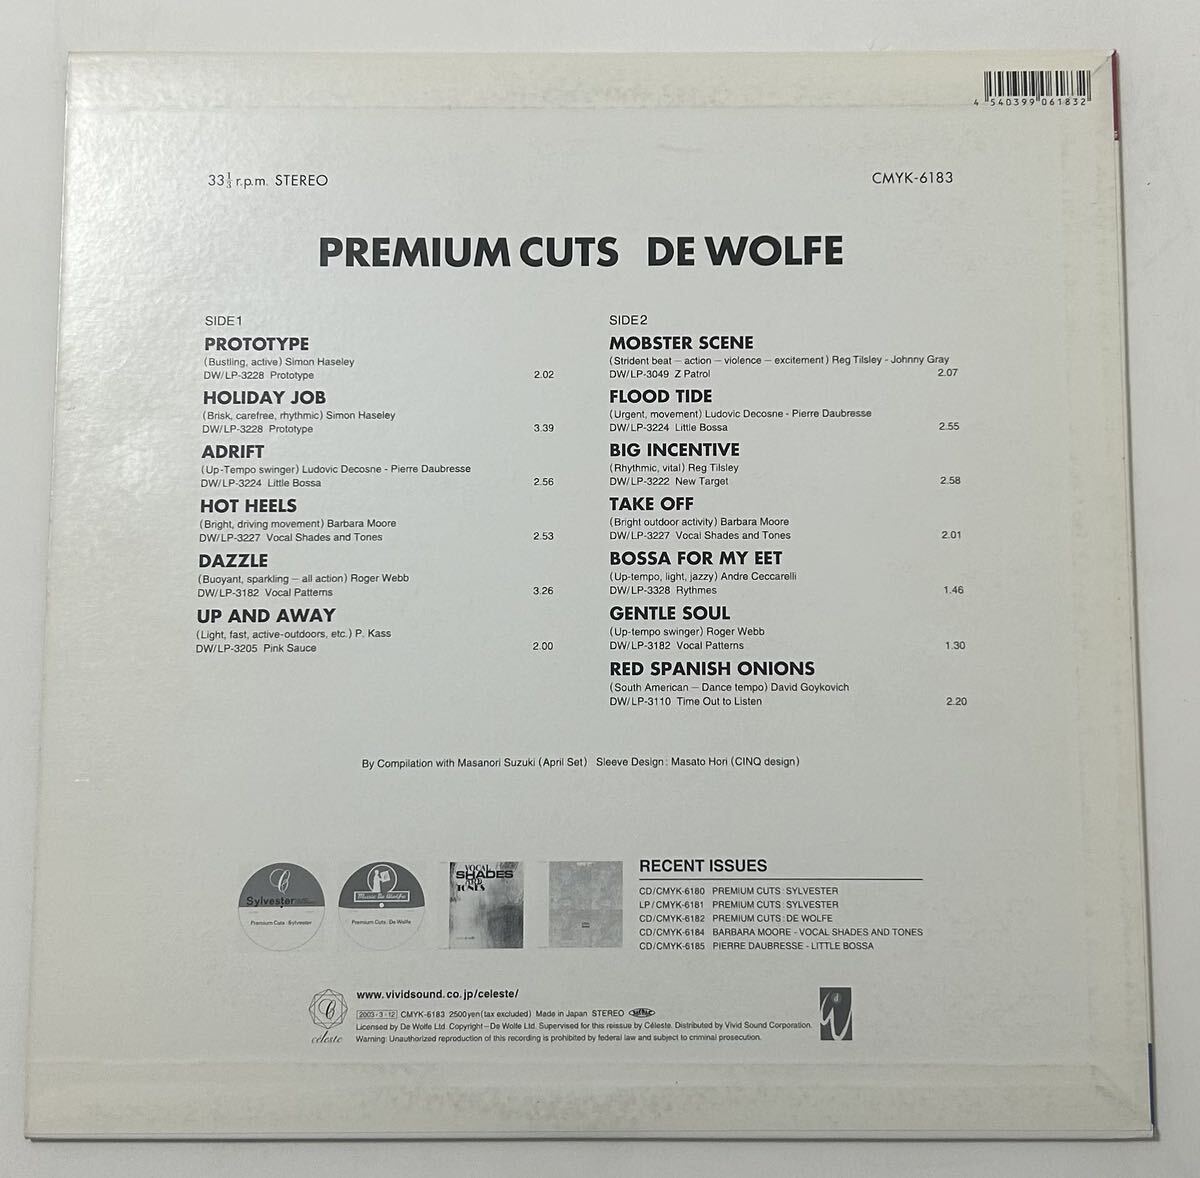 4 540399 061832
33 1/3 r.p.m. STEREO
CMYK-6183
PREMIUM CUTS DE WOLFE
SIDE 1
PROTOTYPE
(Bustling, active) Simon Haseley
DW/LP-3228 Prototype 2.02
HOLIDAY JOB
(Brisk, carefree, rhythmic) Simon Haseley
DW/LP-3228 Prototype 3.39
ADRIFT
(Up-Tempo swinger) Ludovic Decosne - Pierre Daubresse
DW/LP-3224 Little Bossa 2.56
HOT HEELS
(Bright, driving movement) Barbara Moore
DW/LP-3227 Vocal Shades and Tones 2.53
DAZZLE
(Buoyant, sparkling — all action) Roger Webb
DW/LP-3182 Vocal Patterns 3.26
UP AND AWAY
(Light, fast, active-outdoors, etc.) P. Kass
DW/LP-3205 Pink Sauce 2.00
SIDE 2
MOBSTER SCENE
(Strident beat — action — violence — excitement) Reg Tilsley - Johnny Gray
DW/LP-3049 Z Patrol 2.07
FLOOD TIDE
(Urgent, movement) Ludovic Decosne - Pierre Daubresse
DW/LP-3224 Little Bossa 2.55
BIG INCENTIVE
(Rhythmic, vital) Reg Tilsley
DW/LP-3222 New Target 2.58
TAKE OFF
(Bright outdoor activity) Barbara Moore
DW/LP-3227 Vocal Shades and Tones 2.01
BOSSA FOR MY EET
(Up-tempo, light, jazzy) Andre Ceccarelli
DW/LP-3328 Rythmes 1.46
GENTLE SOUL
(Up-tempo swinger) Roger Webb
DW/LP-3182 Vocal Patterns 1.30
RED SPANISH ONIONS
(South American — Dance tempo) David Goykovich
DW/LP-3110 Time Out to Listen 2.20
By Compilation with Masanori Suzuki (April Set) Sleeve Design : Masato Hori (CINQ design)
Sylvester
Premium Cuts : Sylvester
Music De Wolfe
Premium Cuts : De Wolfe
VOCAL
SHADES
AND
TONES
RECENT ISSUES
CD/CMYK-6180 PREMIUM CUTS : SYLVESTER
LP/CMYK-6181 PREMIUM CUTS : SYLVESTER
CD/CMYK-6182 PREMIUM CUTS : DE WOLFE
CD/CMYK-6184 BARBARA MOORE - VOCAL SHADES AND TONES
CD/CMYK-6185 PIERRE DAUBRESSE - LITTLE BOSSA
céleste
www.vividsound.co.jp/celeste/
2003・3・12 CMYK-6183 2500yen(tax excluded) Made in Japan STEREO
Licensed by De Wolfe Ltd. Copyright — De Wolfe Ltd. Supervised for this reissue by Céleste. Distributed by Vivid Sound Corporation.
Warning: Unauthorized reproduction of this recording is prohibited by federal law and subject to criminal prosecution.